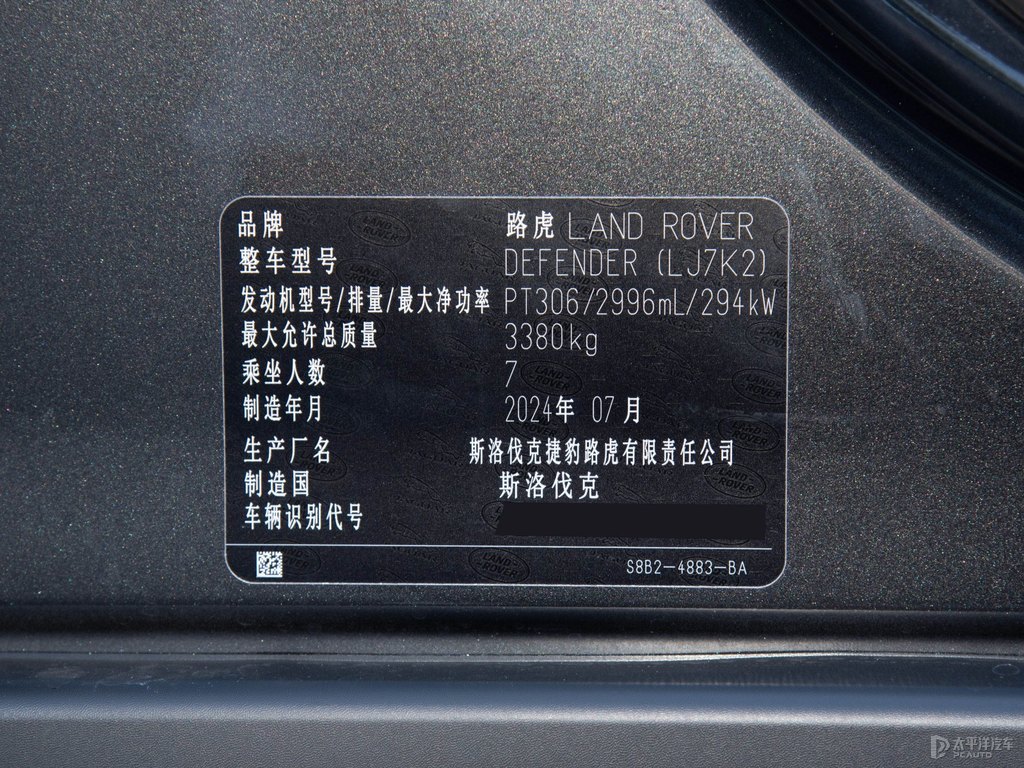 品牌 路虎 LAND ROVER
整车型号 DEFENDER (LJ7K2)
发动机型号/排量/最大净功率 PT306/2996mL/294kW
最大允许总质量 3380kg
乘坐人数 7
制造年月 2024年 07月
生产厂名 斯洛伐克捷豹路虎有限责任公司
制造国 斯洛伐克
车辆识别代号
S8B2-4883-BA
太平洋汽车
PCAUTO